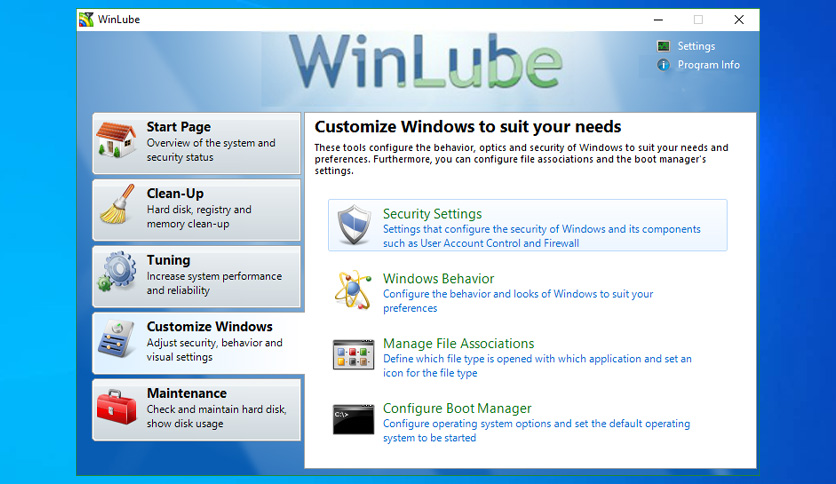 WinLube
WinLube
Settings
Program Info
Start Page
Overview of the system and
security status
Clean-Up
Hard disk, registry and
memory clean-up
Tuning
Increase system performance
and reliability
Customize Windows
Adjust security, behavior and
visual settings
Maintenance
Check and maintain hard disk,
show disk usage
Customize Windows to suit your needs
These tools configure the behavior, optics and security of Windows to suit your needs and
preferences. Furthermore, you can configure file associations and the boot manager's
settings.
Security Settings
Settings that configure the security of Windows and its components
such as User Account Control and Firewall
Windows Behavior
Configure the behavior and looks of Windows to suit your
preferences
Manage File Associations
Define which file type is opened with which application and set an
icon for the file type
C:\>
Configure Boot Manager
Configure operating system options and set the default operating
system to be started